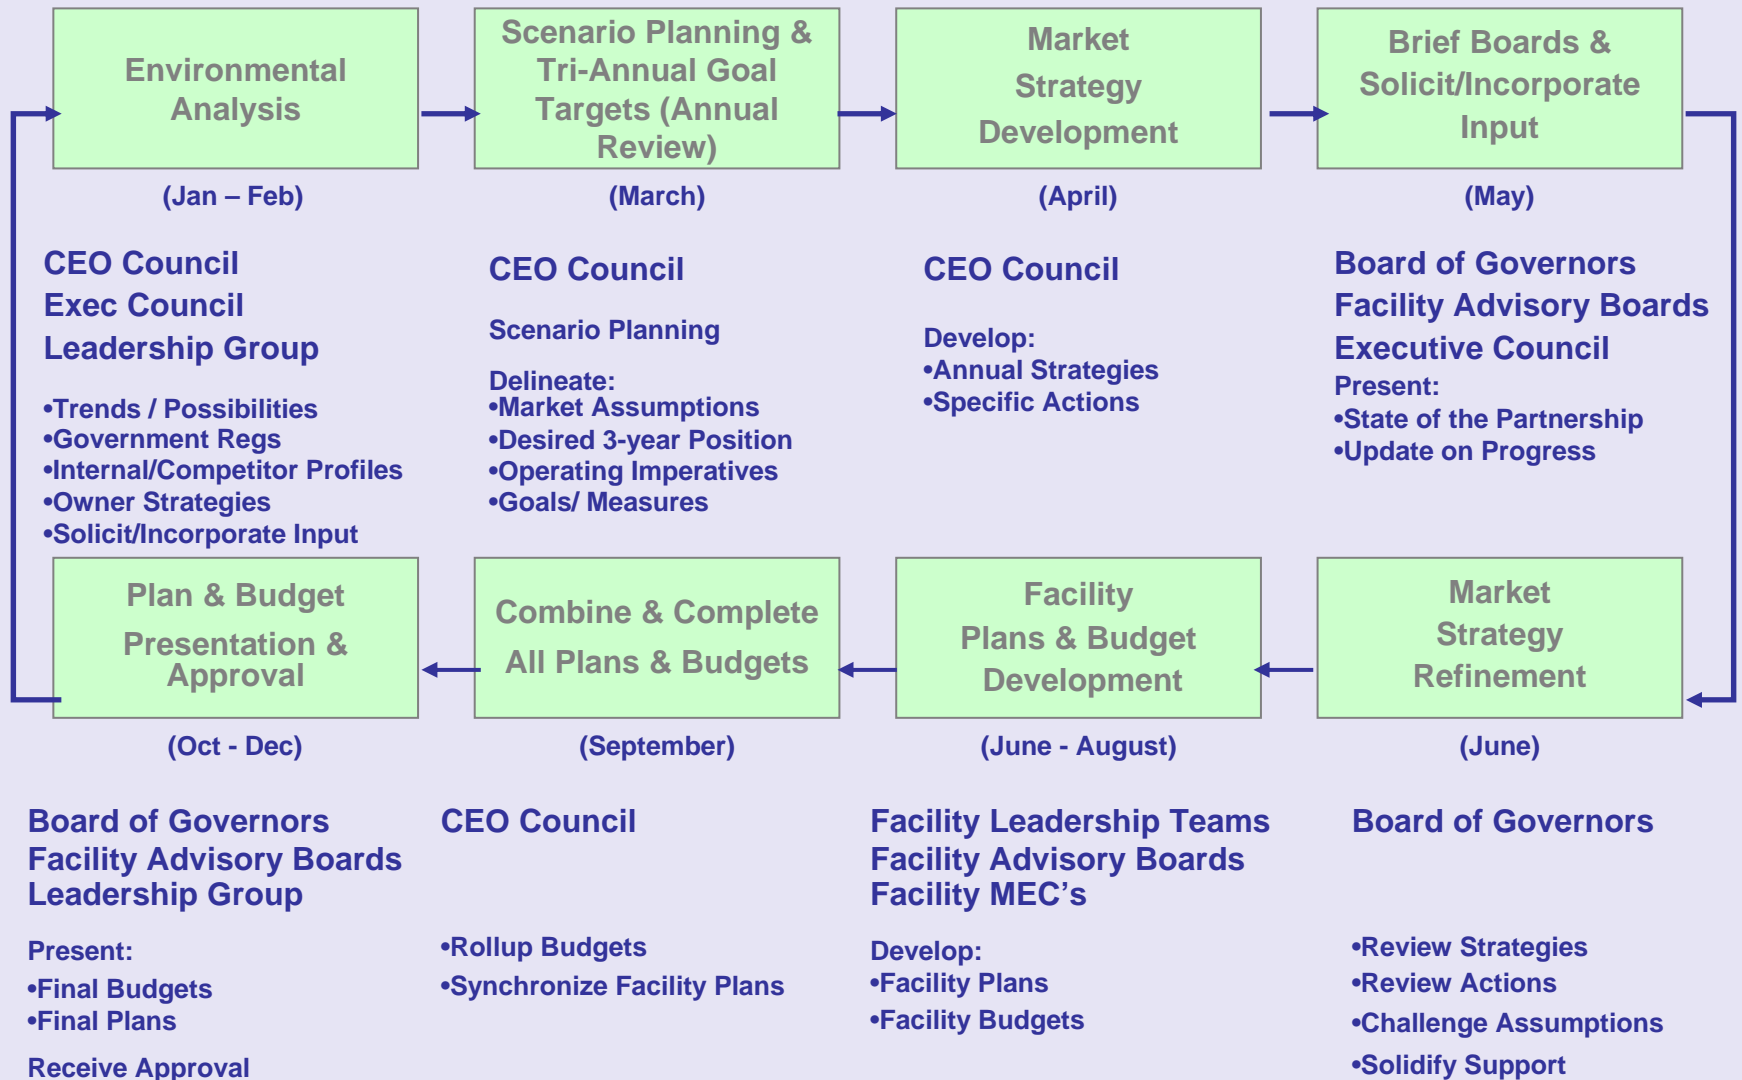 Environmental
Analysis
(Jan – Feb)
CEO Council
Exec Council
Leadership Group
•Trends / Possibilities
•Government Regs
•Internal/Competitor Profiles
•Owner Strategies
•Solicit/Incorporate Input
Scenario Planning &
Tri-Annual Goal
Targets (Annual
Review)
(March)
CEO Council
Scenario Planning
Delineate:
•Market Assumptions
•Desired 3-year Position
•Operating Imperatives
•Goals/ Measures
Market
Strategy
Development
(April)
CEO Council
Develop:
•Annual Strategies
•Specific Actions
Brief Boards &
Solicit/Incorporate
Input
(May)
Board of Governors
Facility Advisory Boards
Executive Council
Present:
•State of the Partnership
•Update on Progress
Market
Strategy
Refinement
(June)
Board of Governors
•Review Strategies
•Review Actions
•Challenge Assumptions
•Solidify Support
Facility
Plans & Budget
Development
(June - August)
Facility Leadership Teams
Facility Advisory Boards
Facility MEC's
Develop:
•Facility Plans
•Facility Budgets
Combine & Complete
All Plans & Budgets
(September)
CEO Council
•Rollup Budgets
•Synchronize Facility Plans
Plan & Budget
Presentation &
Approval
(Oct - Dec)
Board of Governors
Facility Advisory Boards
Leadership Group
Present:
•Final Budgets
•Final Plans
Receive Approval